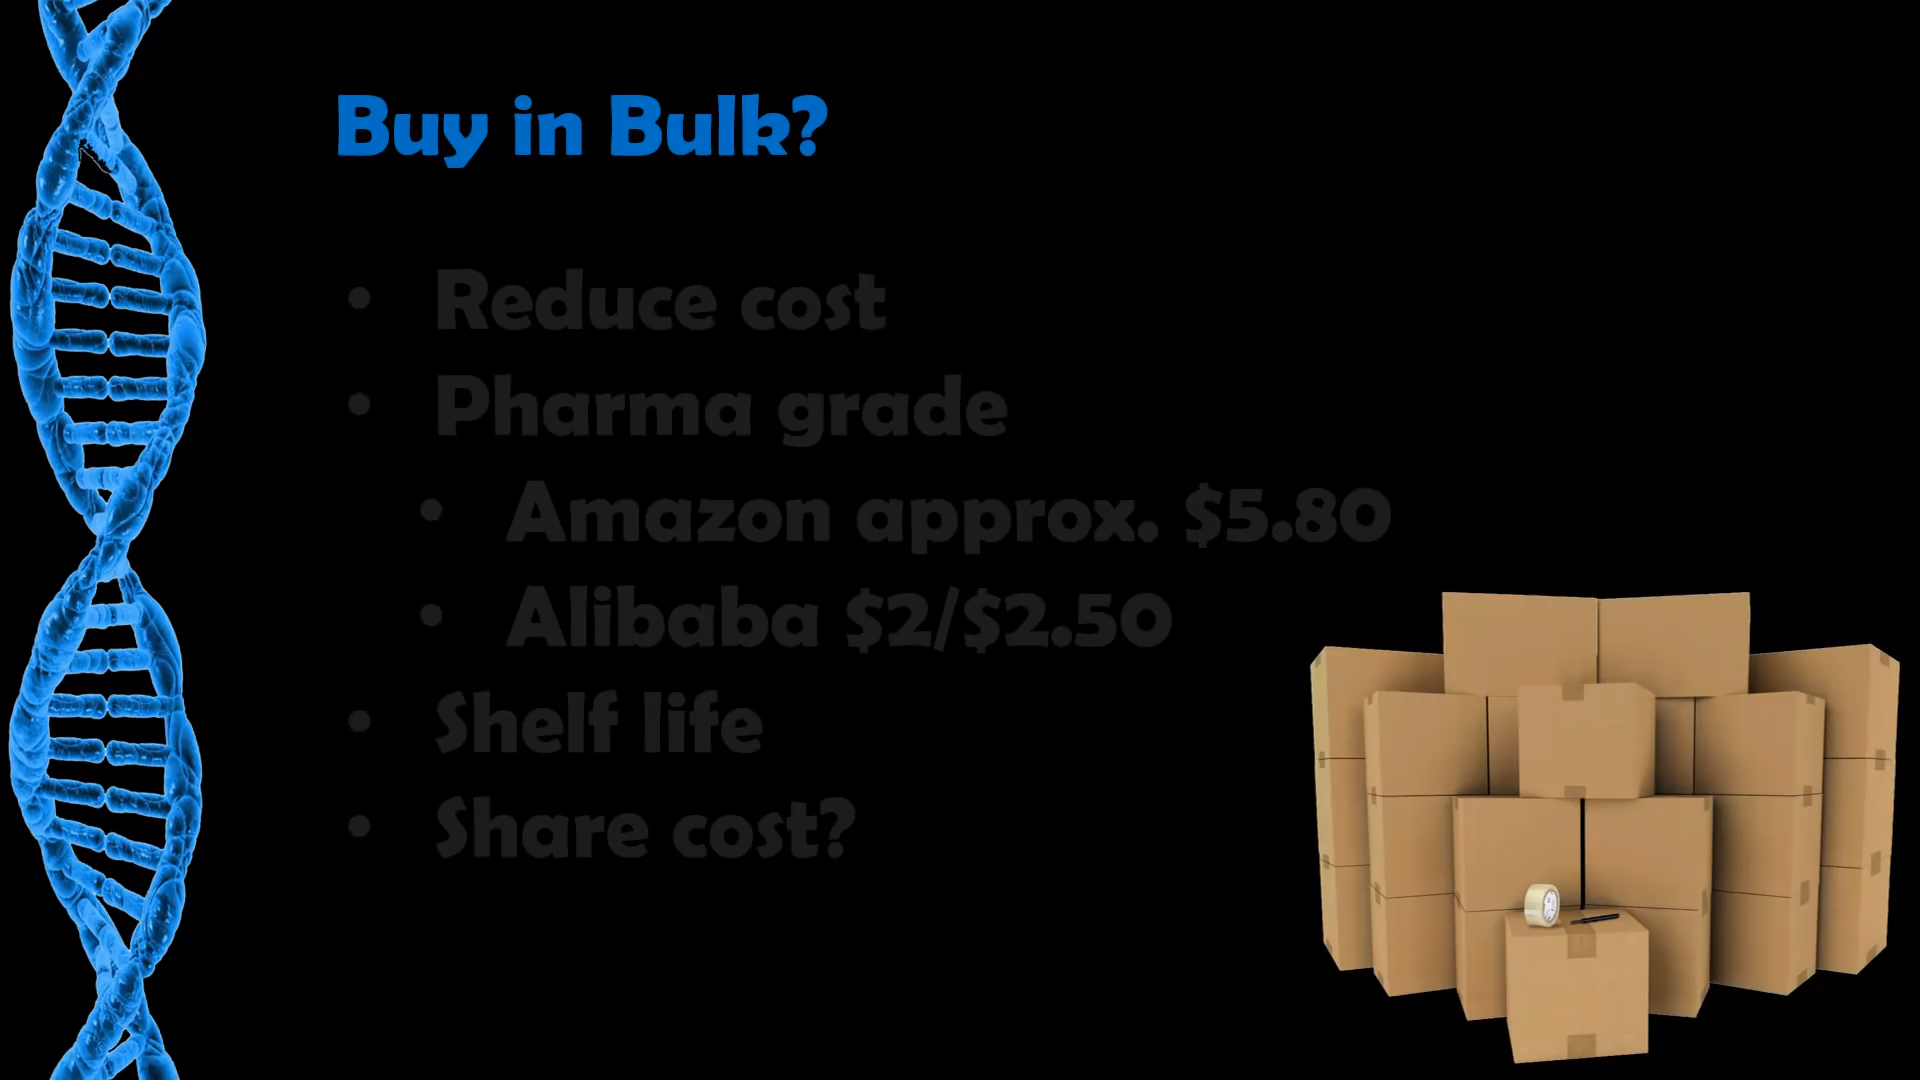 Buy in Bulk?
• Reduce cost
• Pharma grade
• Amazon approx. $5.80
• Alibaba $2/$2.50
• Shelf life
• Share cost?